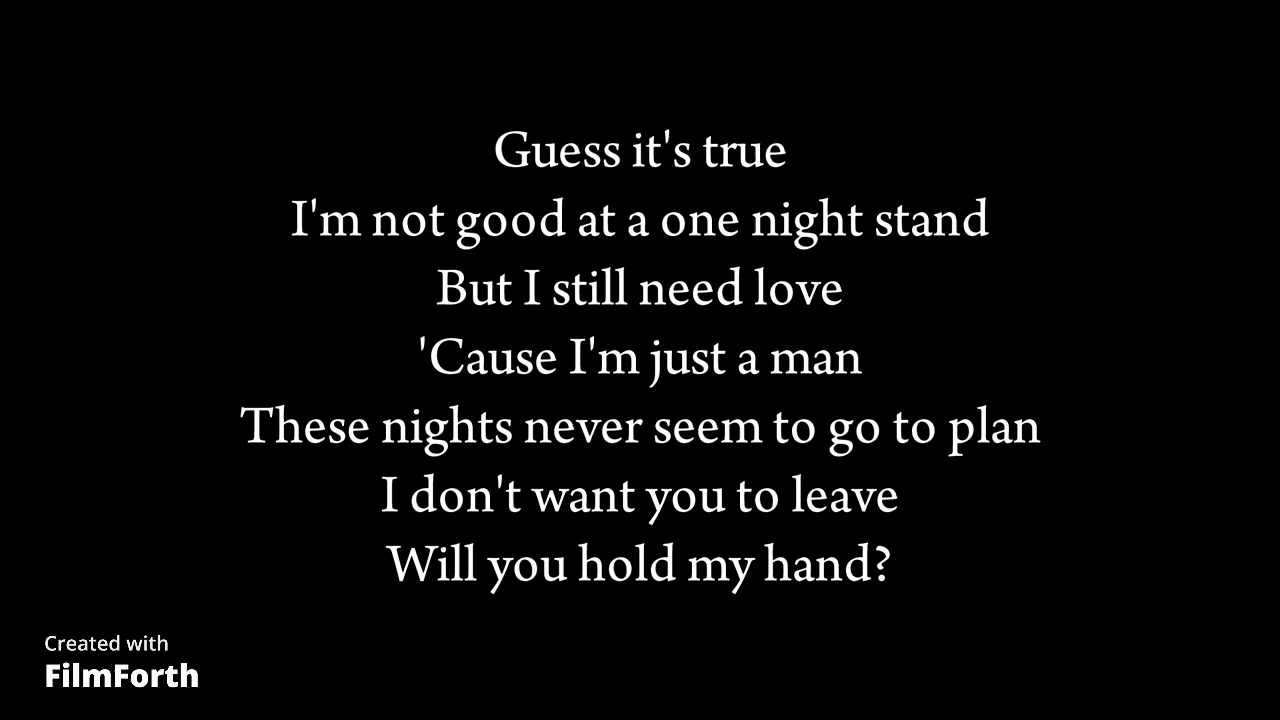 Guess it's true
I'm not good at a one night stand
But I still need love
'Cause I'm just a man
These nights never seem to go to plan
I don't want you to leave
Will you hold my hand?
Created with
FilmForth